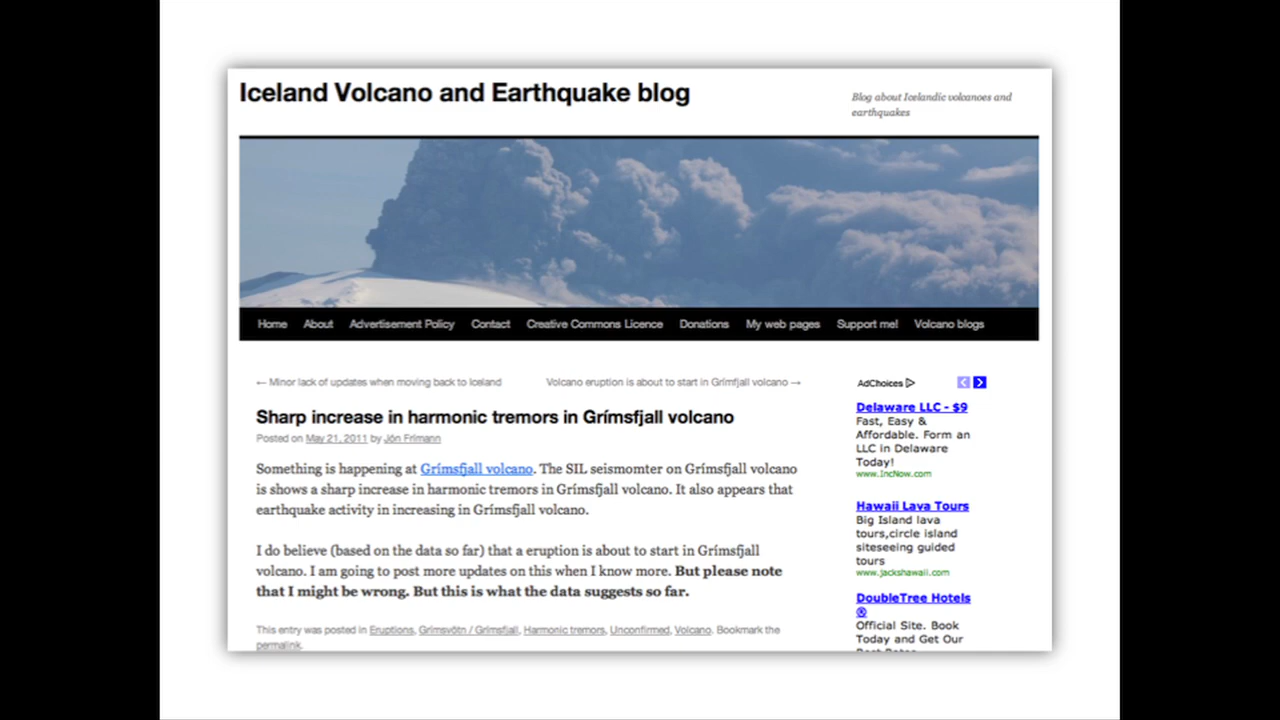 Iceland Volcano and Earthquake blog
Blog about Icelandic volcanoes and
earthquakes
Home About Advertisement Policy Contact Creative Commons Licence Donations My web pages Support me! Volcano blogs
← Minor lack of updates when moving back to Iceland
Volcano eruption is about to start in Grímfjall volcano →
Sharp increase in harmonic tremors in Grímsfjall volcano
Posted on May 21, 2011 by Jón Frímann
Something is happening at Grímsfjall volcano. The SIL seismomter on Grímsfjall volcano
is shows a sharp increase in harmonic tremors in Grímsfjall volcano. It also appears that
earthquake activity in increasing in Grímsfjall volcano.
I do believe (based on the data so far) that a eruption is about to start in Grímsfjall
volcano. I am going to post more updates on this when I know more. But please note
that I might be wrong. But this is what the data suggests so far.
This entry was posted in Eruptions, Grímsvötn / Grímsfjall, Harmonic tremors, Unconfirmed, Volcano. Bookmark the
permalink.
AdChoices
Delaware LLC - $9
Fast, Easy &
Affordable. Form an
LLC in Delaware
Today!
www.IncNow.com
Hawaii Lava Tours
Big Island lava
tours,circle island
siteseeing guided
tours
www.jackshawaii.com
DoubleTree Hotels
®
Official Site. Book
Today and Get Our
Best Rates